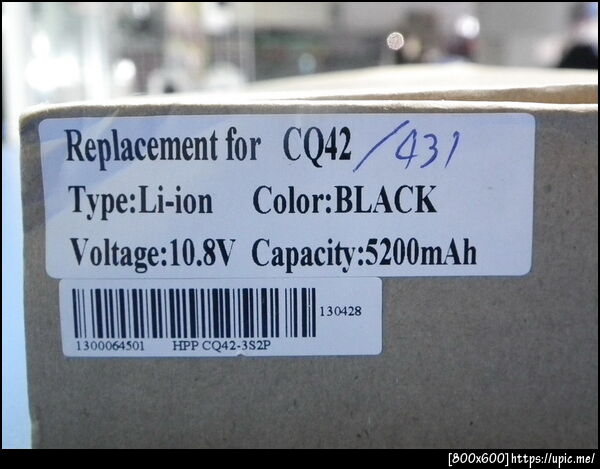 Replacement for CQ42 /431
Type:Li-ion Color:BLACK
Voltage:10.8V Capacity:5200mAh
130428
1300064501 HPP CQ42-3S2P
[800x600]https://upic.me/